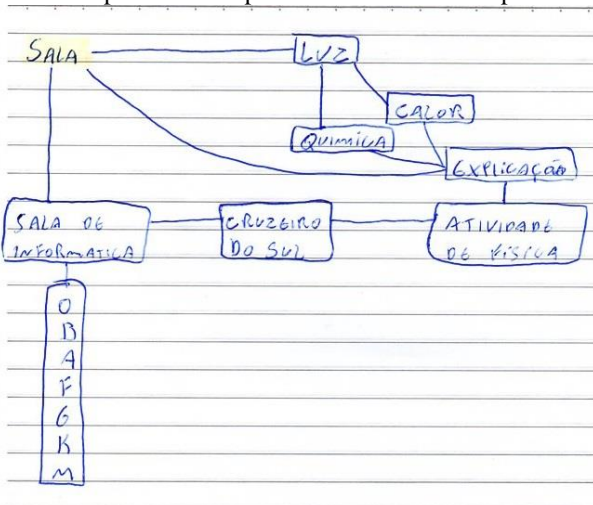 SALA
LUZ
CALOR
QUIMICA
EXPLICAÇÃO
SALA DE
INFORMATICA
CRUZEIRO
DO SUL
ATIVIDADE
DE FISICA
O
B
A
F
G
K
M